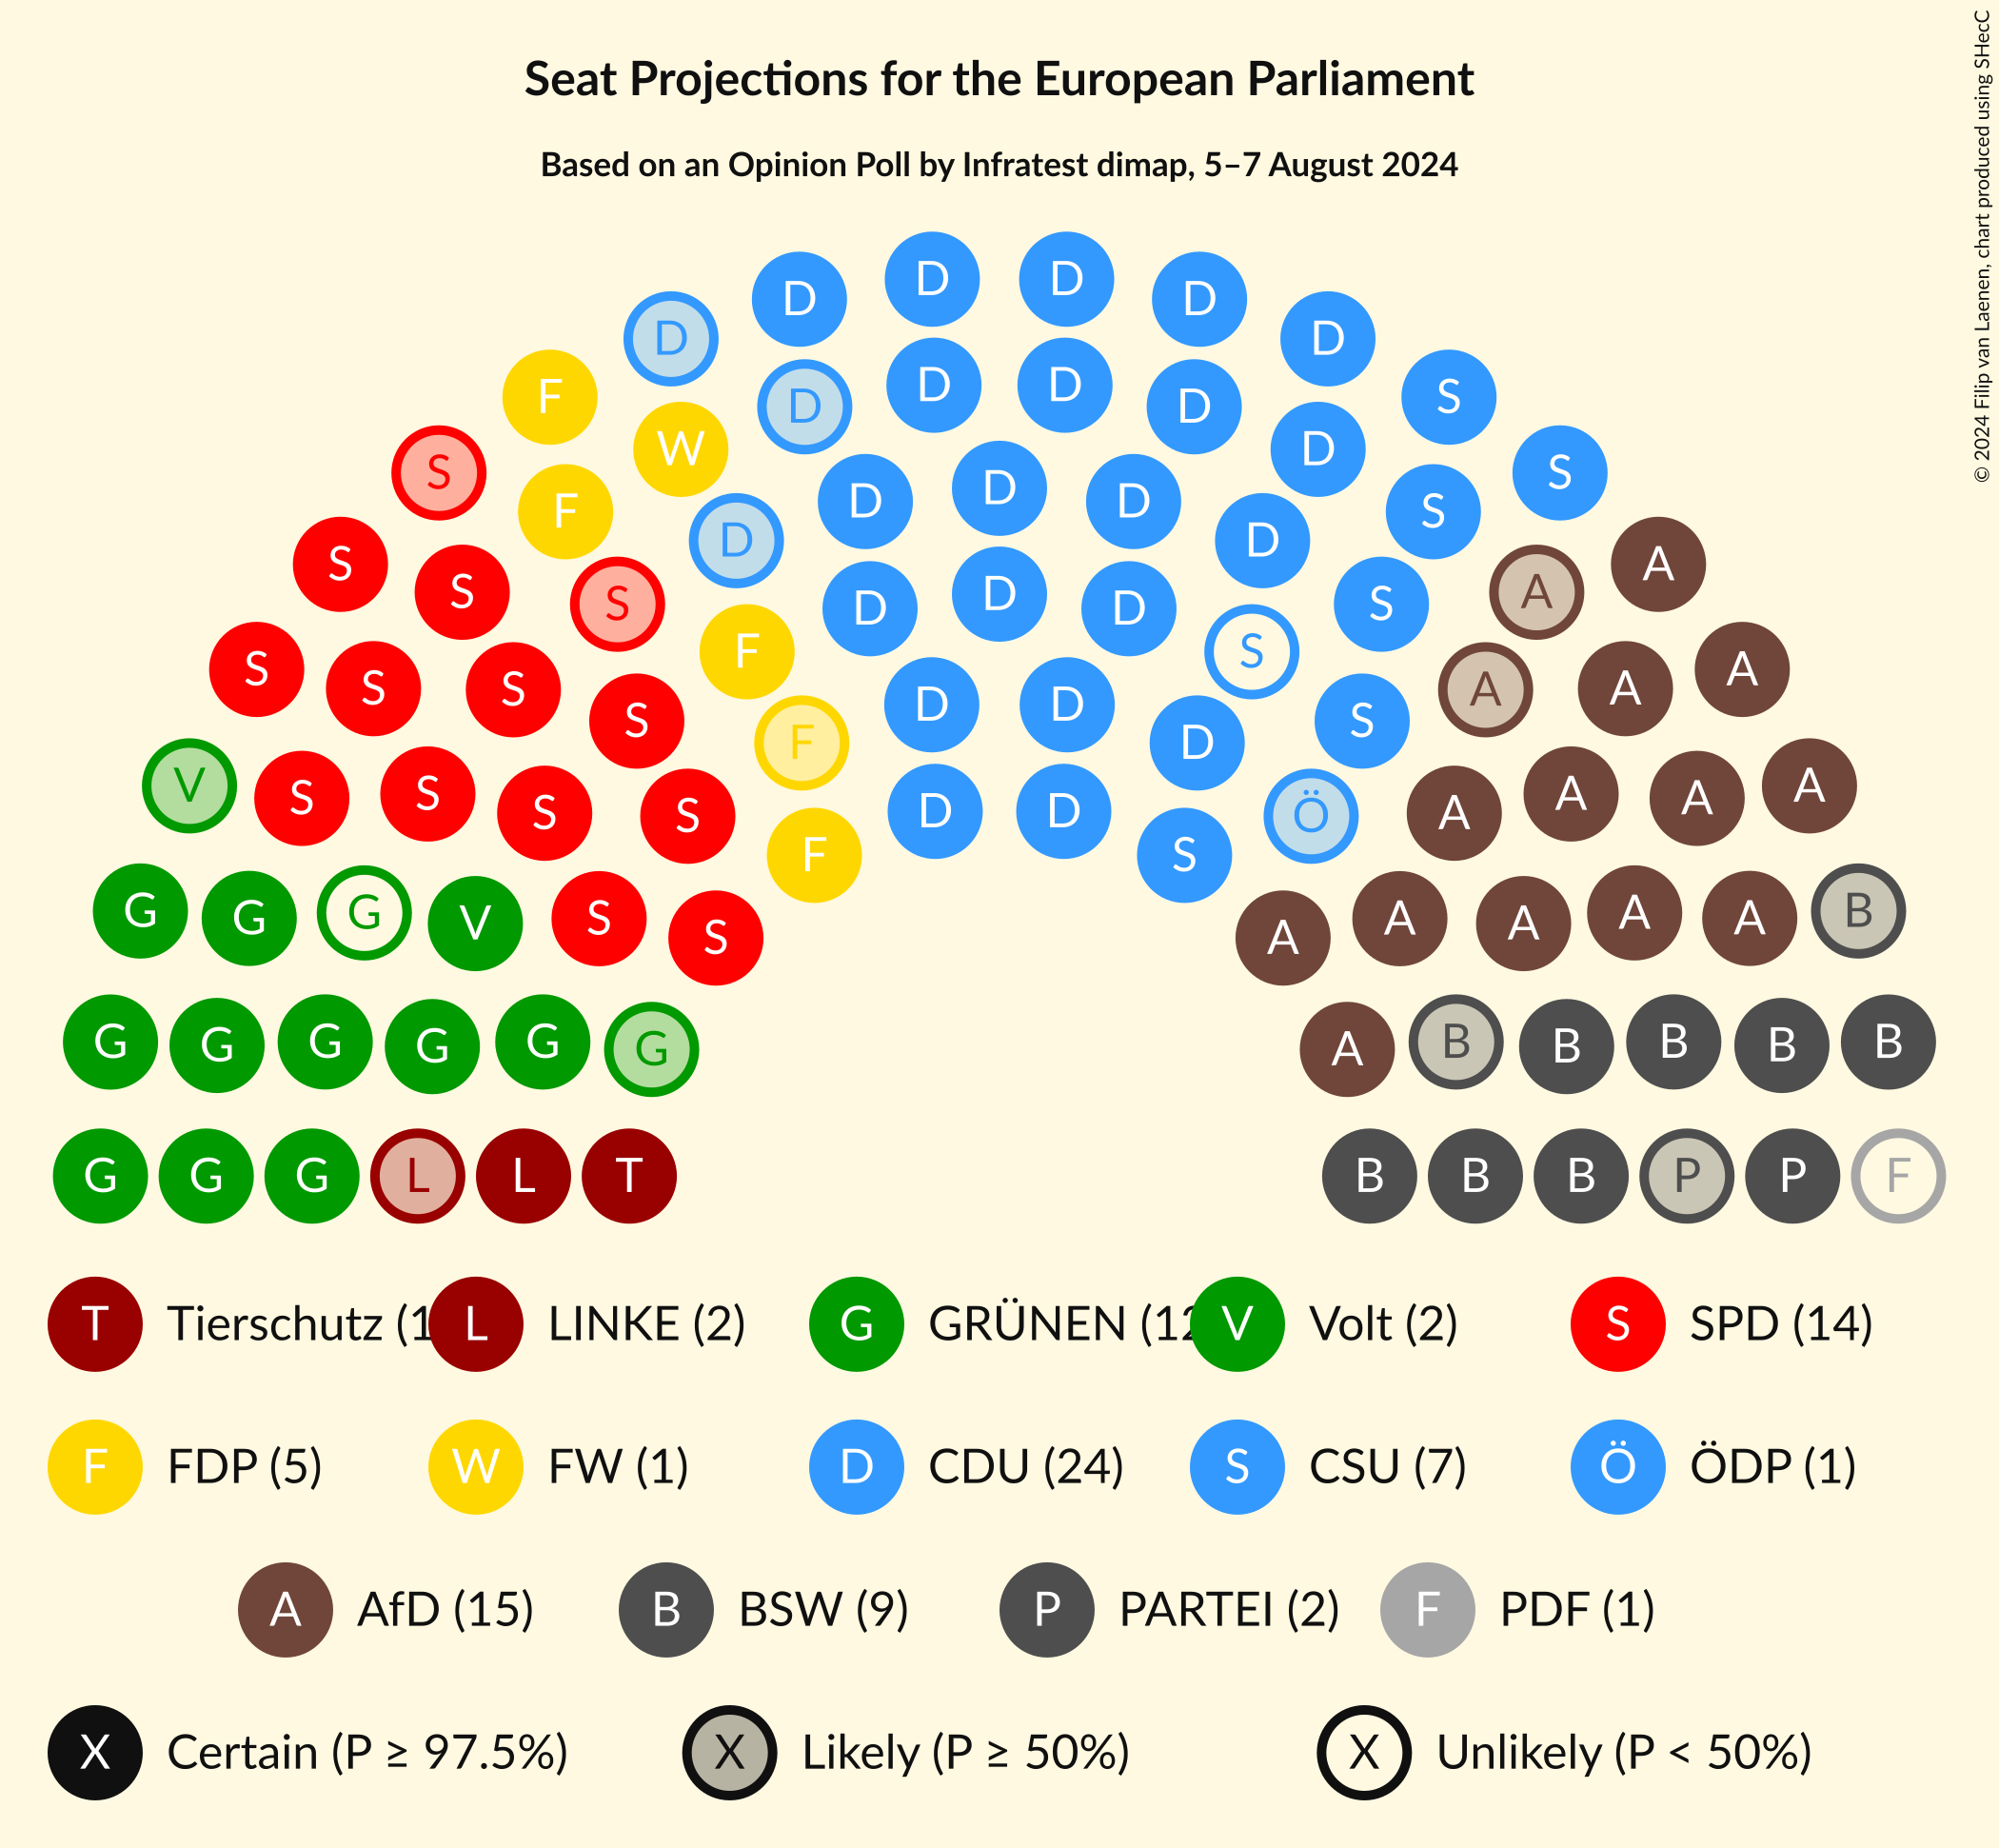 © 2024 Filip van Laenen, chart produced using SHecC
Seat Projections for the European Parliament
Based on an Opinion Poll by Infratest dimap, 5–7 August 2024
D D
D D
D D
D D
F S
D D
W D
S S
D
D D
F S
D D
S A
S D A
S D D S
F S
S A
S S A A
D D
S S
F D
V A
S S A A
S S D D Ö A
F S
G G G V S A A A A B
S A
G G G G G G A B B B B B
G G G L L T B B B P P F
T Tierschutz (1 L LINKE (2) G GRÜNEN (12 V Volt (2) S SPD (14)
F FDP (5) W FW (1) D CDU (24) S CSU (7) Ö ÖDP (1)
A AfD (15) B BSW (9) P PARTEI (2) F PDF (1)
X Certain (P ≥ 97.5%) X Likely (P ≥ 50%) X Unlikely (P < 50%)